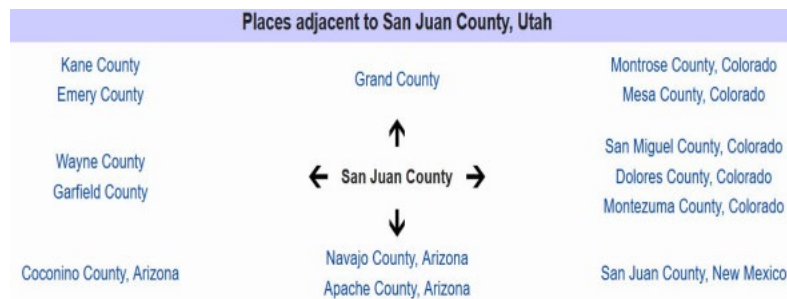 Places adjacent to San Juan County, Utah
Kane County
Emery County
Grand County
Montrose County, Colorado
Mesa County, Colorado
Wayne County
Garfield County
San Juan County
San Miguel County, Colorado
Dolores County, Colorado
Montezuma County, Colorado
Coconino County, Arizona
Navajo County, Arizona
Apache County, Arizona
San Juan County, New Mexico